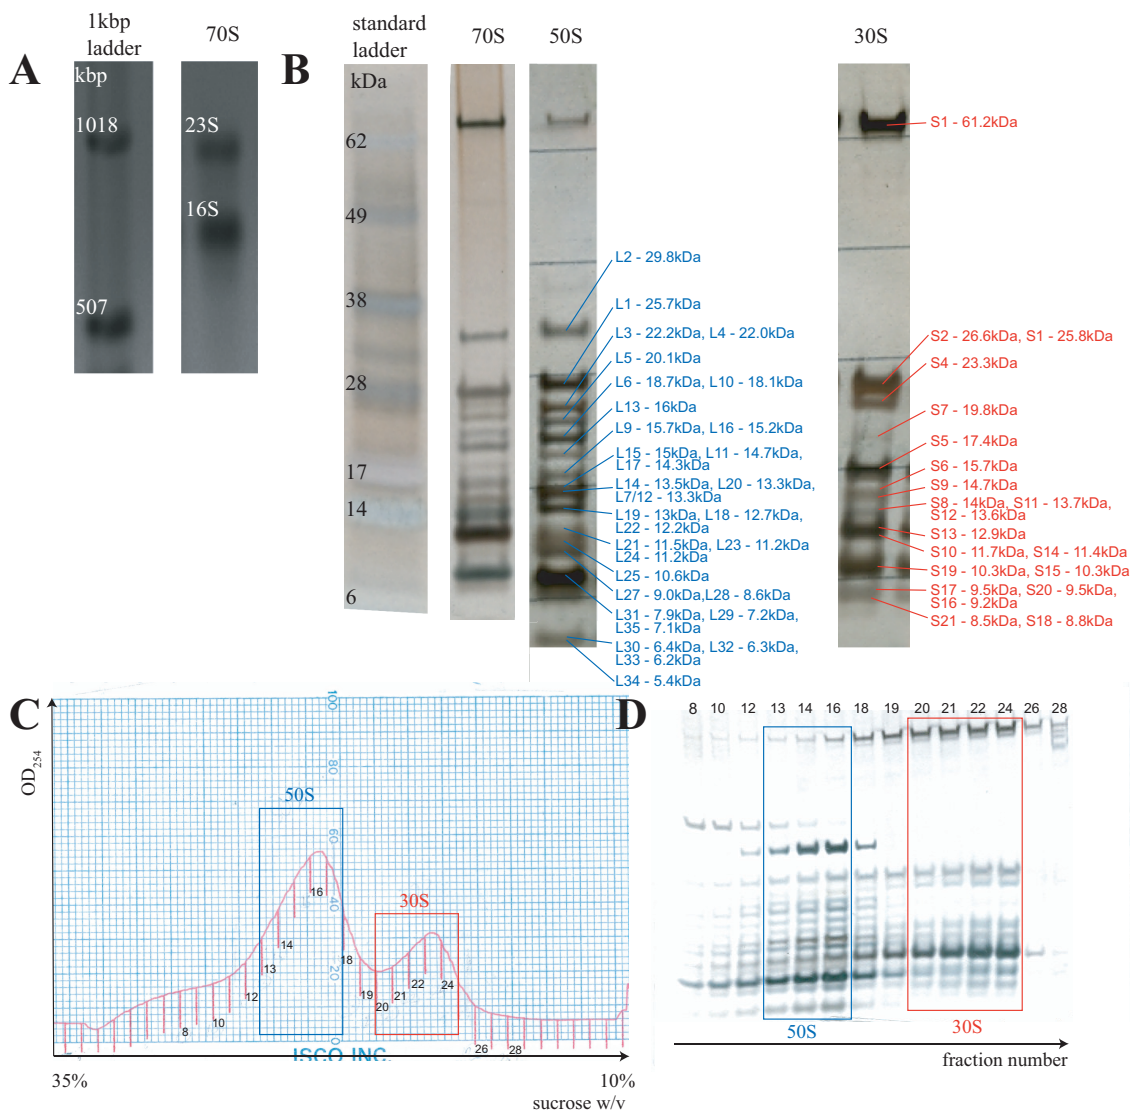 A
1kbp
ladder
70S
kbp
1018
507
23S
16S
B
standard
ladder
70S
50S
30S
kDa
62
49
38
28
17
14
6
L2 - 29.8kDa
L1 - 25.7kDa
L3 - 22.2kDa, L4 - 22.0kDa
L5 - 20.1kDa
L6 - 18.7kDa, L10 - 18.1kDa
L13 - 16kDa
L9 - 15.7kDa, L16 - 15.2kDa
L15 - 15kDa, L11 - 14.7kDa,
L17 - 14.3kDa
L14 - 13.5kDa, L20 - 13.3kDa,
L7/12 - 13.3kDa
L19 - 13kDa, L18 - 12.7kDa,
L22 - 12.2kDa
L21 - 11.5kDa, L23 - 11.2kDa
L24 - 11.2kDa
L25 - 10.6kDa
L27 - 9.0kDa,L28 - 8.6kDa
L31 - 7.9kDa, L29 - 7.2kDa,
L35 - 7.1kDa
L30 - 6.4kDa, L32 - 6.3kDa,
L33 - 6.2kDa
L34 - 5.4kDa
S1 - 61.2kDa
S2 - 26.6kDa, S1 - 25.8kDa
S4 - 23.3kDa
S7 - 19.8kDa
S5 - 17.4kDa
S6 - 15.7kDa
S9 - 14.7kDa
S8 - 14kDa, S11 - 13.7kDa,
S12 - 13.6kDa
S13 - 12.9kDa
S10 - 11.7kDa, S14 - 11.4kDa
S19 - 10.3kDa, S15 - 10.3kDa
S17 - 9.5kDa, S20 - 9.5kDa,
S16 - 9.2kDa
S21 - 8.5kDa, S18 - 8.8kDa
C
OD254
100
80
60
40
20
0
50S
30S
8
10
12
13
14
16
18
19
20
21
22
24
26
28
ISCO INC.
35%
10%
sucrose w/v
D
8 10 12 13 14 16 18 19 20 21 22 24 26 28
50S
30S
fraction number